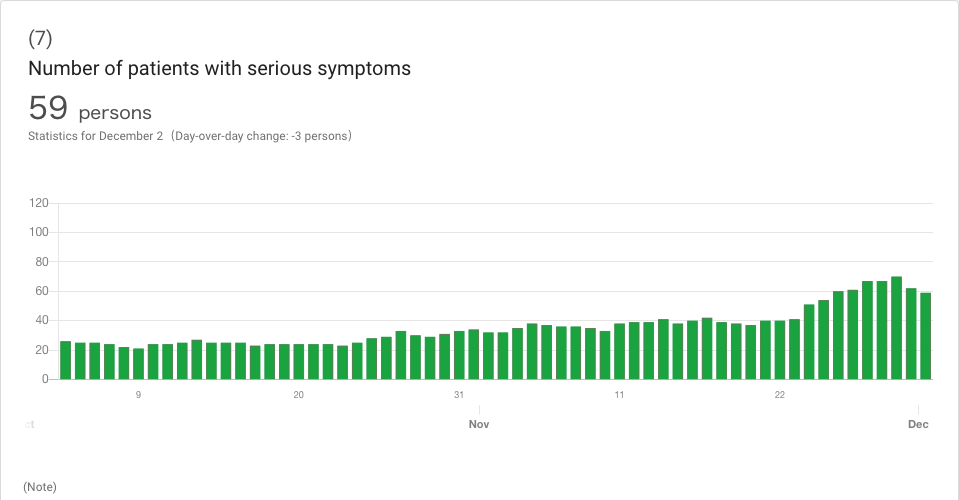 (7)
Number of patients with serious symptoms
59 persons
Statistics for December 2（Day-over-day change: -3 persons）
120
100
80
60
40
20
0
9 20 31 11 22
ct Nov Dec
(Note)